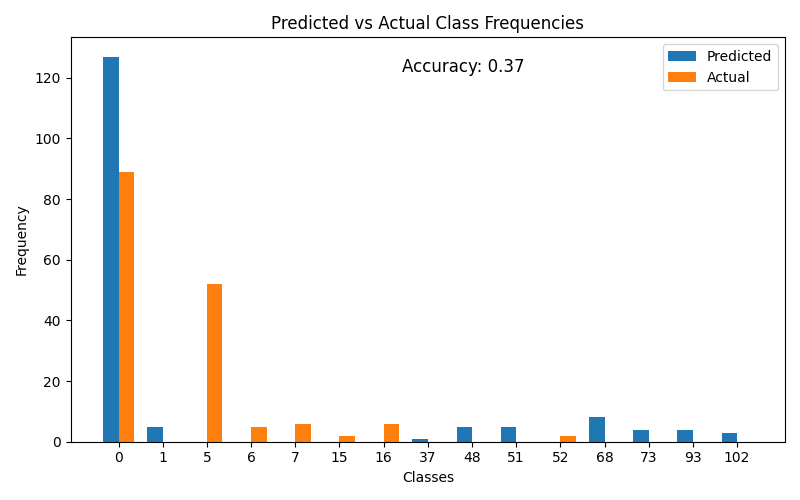 Predicted vs Actual Class Frequencies
Accuracy: 0.37
Predicted
Actual
Frequency
120
100
80
60
40
20
0
0 1 5 6 7 15 16 37 48 51 52 68 73 93 102
Classes